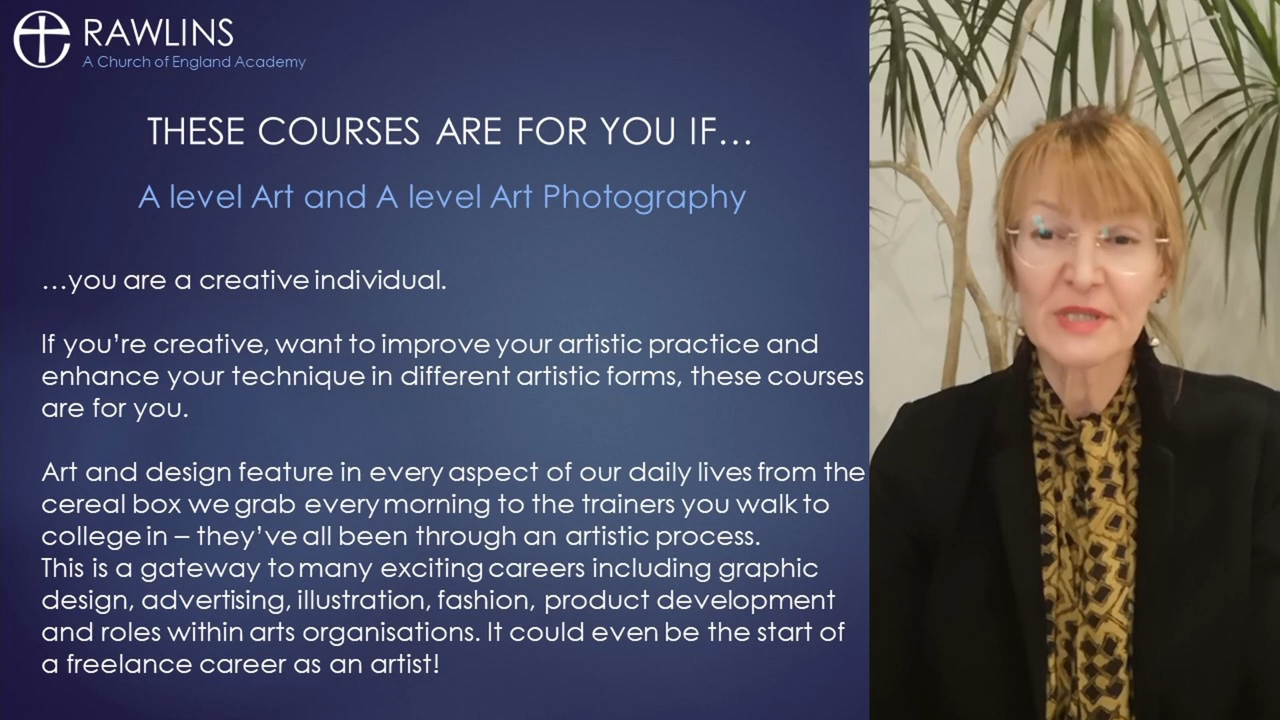 RAWLINS
A Church of England Academy
THESE COURSES ARE FOR YOU IF…
A level Art and A level Art Photography
…you are a creative individual.
If you’re creative, want to improve your artistic practice and
enhance your technique in different artistic forms, these courses
are for you.
Art and design feature in every aspect of our daily lives from the
cereal box we grab every morning to the trainers you walk to
college in – they’ve all been through an artistic process.
This is a gateway to many exciting careers including graphic
design, advertising, illustration, fashion, product development
and roles within arts organisations. It could even be the start of
a freelance career as an artist!